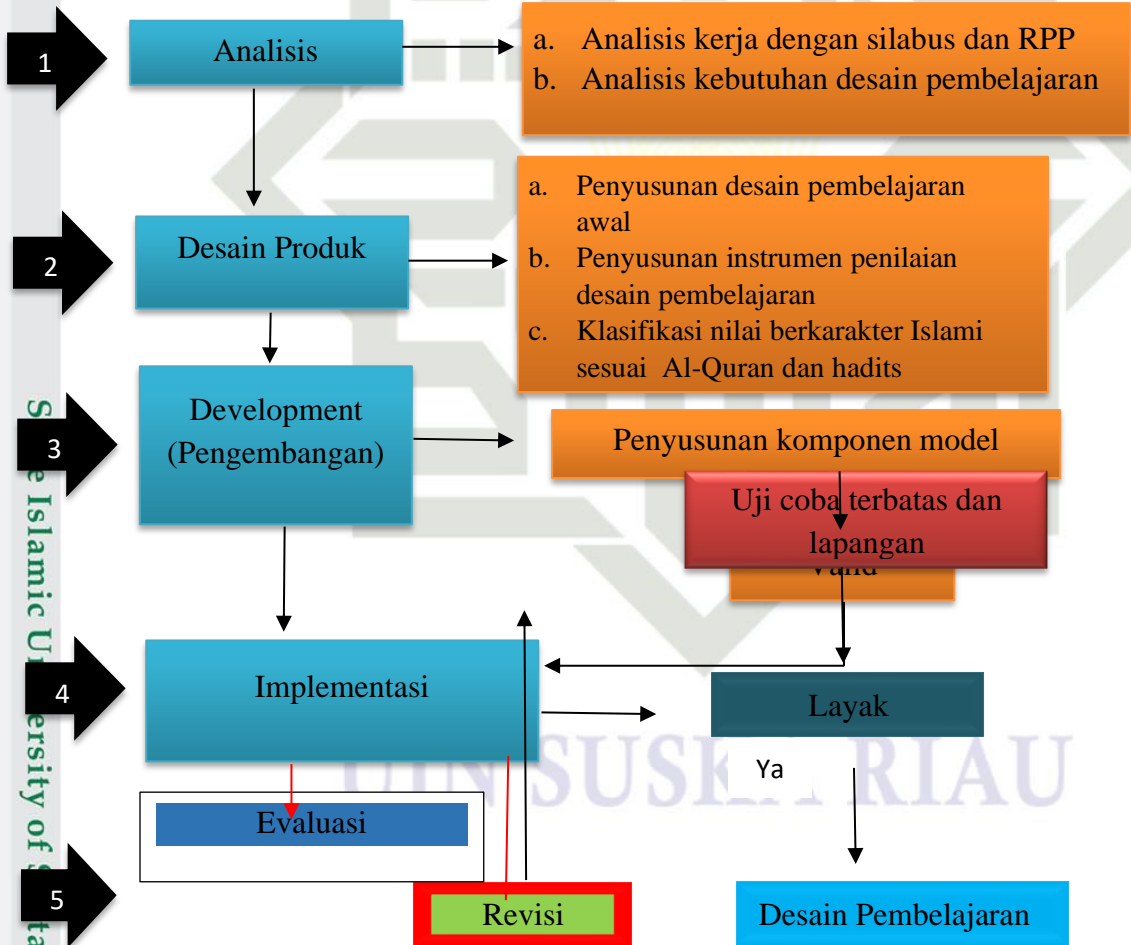 1
Analisis
a. Analisis kerja dengan silabus dan RPP
b. Analisis kebutuhan desain pembelajaran
2
Desain Produk
a. Penyusunan desain pembelajaran
awal
b. Penyusunan instrumen penilaian
desain pembelajaran
c. Klasifikasi nilai berkarakter Islami
sesuai Al-Quran dan hadits
3
Development
(Pengembangan)
Penyusunan komponen model
Uji coba terbatas dan
lapangan
4
Implementasi
Layak
Ya
UIN SUSKA RIAU
Evaluasi
5
Revisi
Desain Pembelajaran
Islamic
of